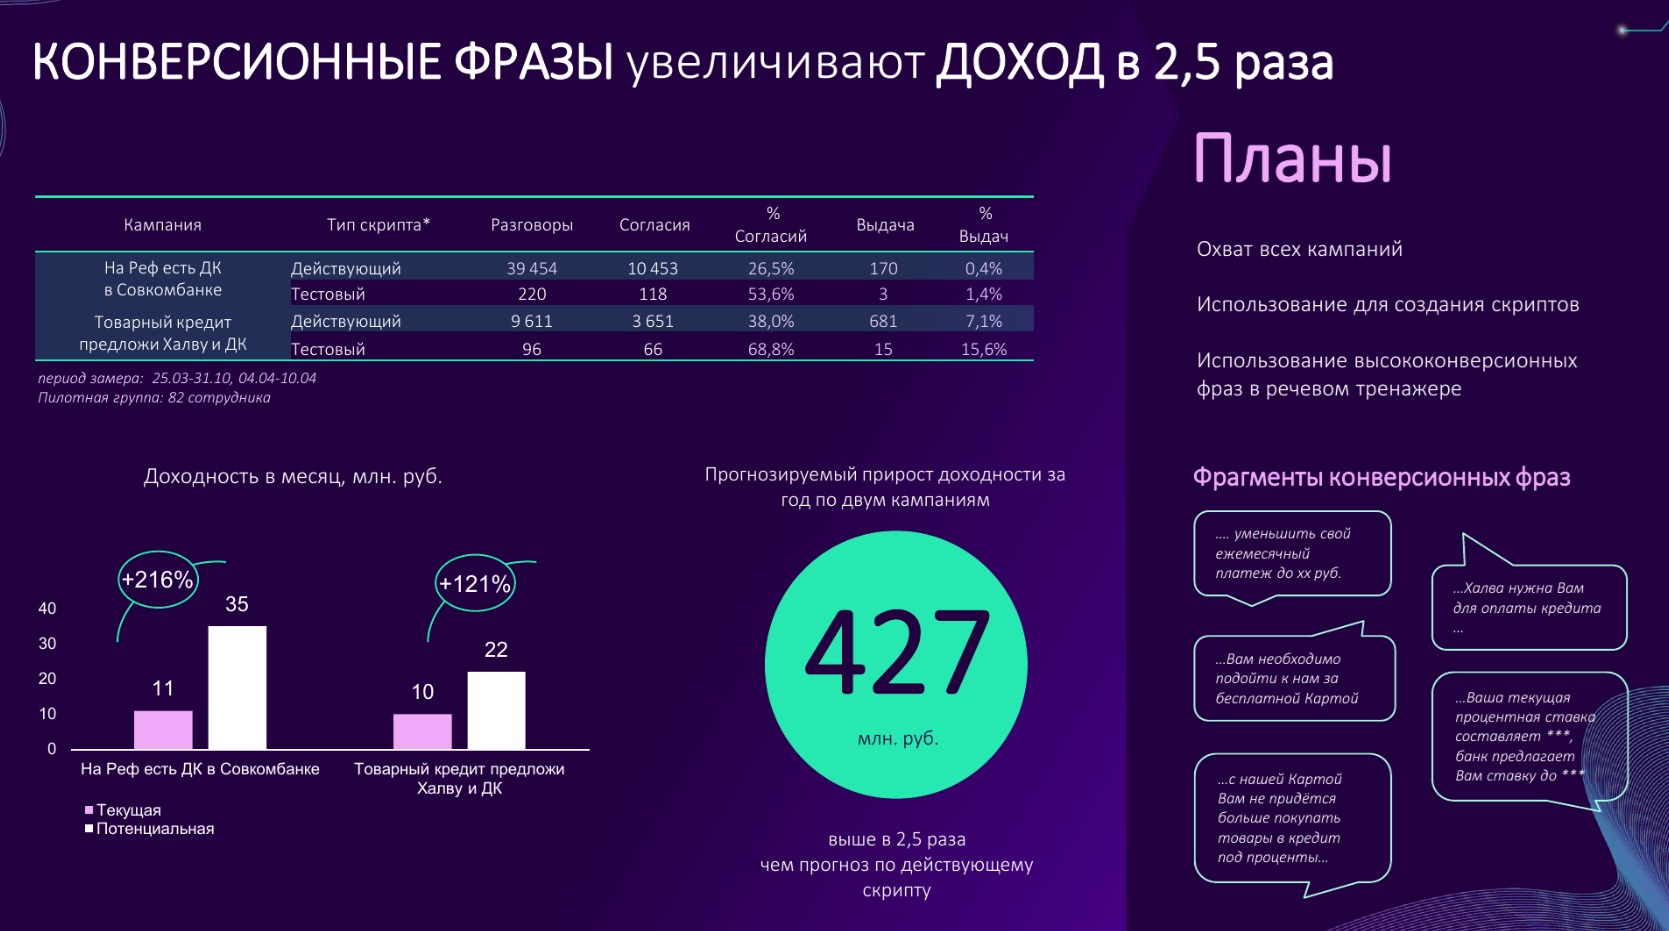 КОНВЕРСИОННЫЕ ФРАЗЫ увеличивают ДОХОД в 2,5 раза
Кампания Тип скрипта* Разговоры Согласия % Согласий Выдача % Выдач
На Реф есть ДК
в Совкомбанке
Действующий 39 454 10 453 26,5% 170 0,4%
Тестовый 220 118 53,6% 3 1,4%
Товарный кредит
предложи Халву и ДК
Действующий 9 611 3 651 38,0% 681 7,1%
Тестовый 96 66 68,8% 15 15,6%
период замера: 25.03-31.10, 04.04-10.04
Пилотная группа: 82 сотрудника
Доходность в месяц, млн. руб.
+216%
+121%
40
30
20
10
0
11
35
10
22
На Реф есть ДК в Совкомбанке
Товарный кредит предложи
Халву и ДК
Текущая
Потенциальная
Прогнозируемый прирост доходности за
год по двум кампаниям
427
млн. руб.
выше в 2,5 раза
чем прогноз по действующему
скрипту
Планы
Охват всех кампаний
Использование для создания скриптов
Использование высококонверсионных
фраз в речевом тренажере
Фрагменты конверсионных фраз
.... уменьшить свой
ежемесячный
платеж до хх руб.
...Халва нужна Вам
для оплаты кредита
...
...Вам необходимо
подойти к нам за
бесплатной Картой
...Ваша текущая
процентная ставка
составляет ***,
банк предлагает
Вам ставку до ***
...с нашей Картой
Вам не придётся
больше покупать
товары в кредит
под проценты...